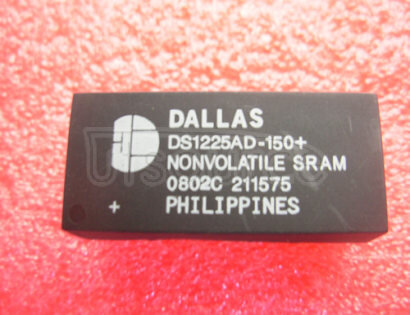 DALLAS
DS1225AD-150+
NONVOLATILE SRAM
0802C 211575
+ PHILIPPINES